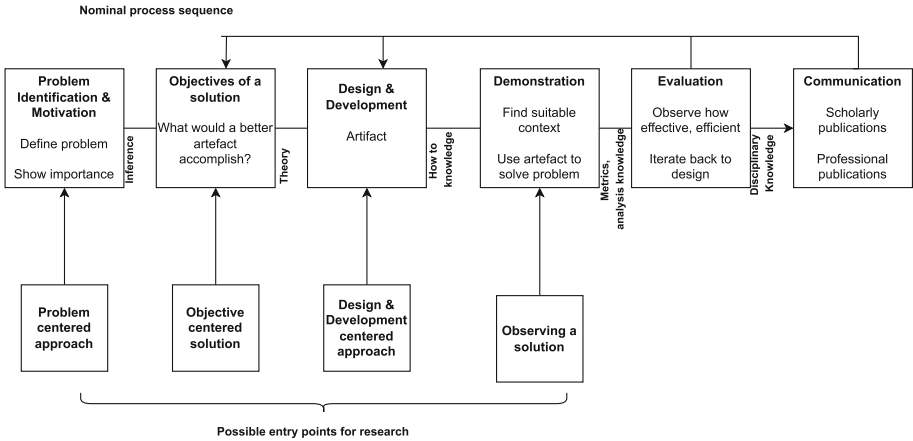 Nominal process sequence
Problem
Identification &
Motivation
Define problem
Show importance
Inference
Objectives of a
solution
What would a better
artefact
accomplish?
Theory
Design &
Development
Artifact
How to
knowledge
Demonstration
Find suitable
context
Use artefact to
solve problem
Metrics,
analysis knowledge
Evaluation
Observe how
effective, efficient
Iterate back to
design
Disciplinary
Knowledge
Communication
Scholarly
publications
Professional
publications
Problem
centered
approach
Objective
centered
solution
Design &
Development
centered
approach
Observing a
solution
Possible entry points for research